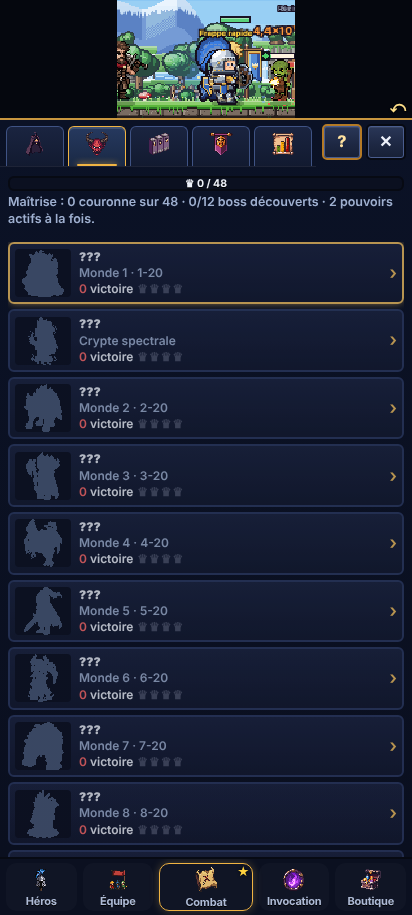 Frappe rapide 4,4×10
?
×
0 / 48
Maîtrise : 0 couronne sur 48 · 0/12 boss découverts · 2 pouvoirs
actifs à la fois.
???
Monde 1 · 1-20
0 victoire
???
Crypte spectrale
0 victoire
???
Monde 2 · 2-20
0 victoire
???
Monde 3 · 3-20
0 victoire
???
Monde 4 · 4-20
0 victoire
???
Monde 5 · 5-20
0 victoire
???
Monde 6 · 6-20
0 victoire
???
Monde 7 · 7-20
0 victoire
???
Monde 8 · 8-20
0 victoire
Héros
Équipe
Combat
Invocation
Boutique